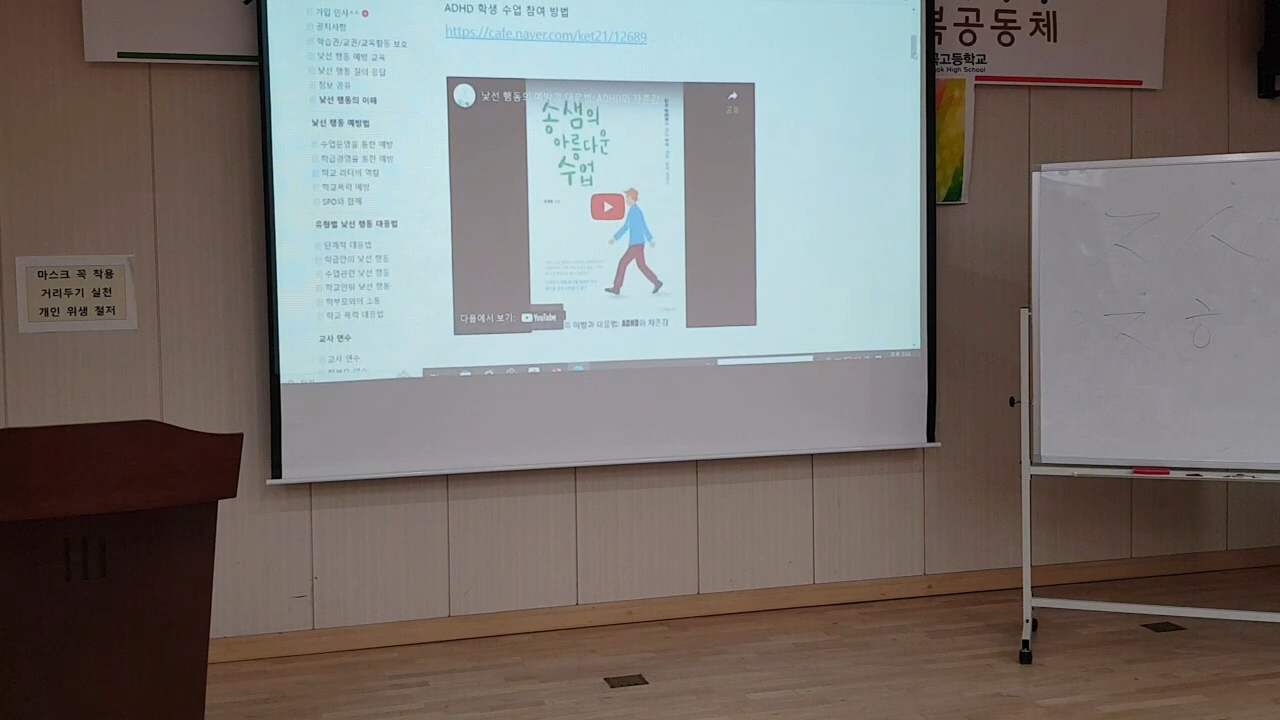 복공동체
고등학교
ok High School
가입 인사^^
공지사항
학습권/교권/교육활동 보호
낯선 행동 예방 교육
낯선 행동 질의 응답
정보 공유
낯선 행동의 이해
낯선 행동 예방법
수업운영을 통한 예방
학급경영을 통한 예방
학교 리더의 역할
학교폭력 예방
SPO와 함께
유형별 낯선 행동 대응법
단계적 대응법
학급안의 낯선 행동
수업관련 낯선 행동
학교안밖 낯선 행동
학부모와의 소통
학교 폭력 대응법
교사 연수
교사 연수
ADHD 학생 수업 참여 방법
https://cafe.naver.com/ket21/12689
낯선 행동의 예방과 대응법: ADHD와 자존감
공유
송샘의
아름다운
수업
다음에서 보기: YouTube
의 예방과 대응법: ADHD와 자존감
마스크 꼭 착용
거리두기 실천
개인 위생 철저